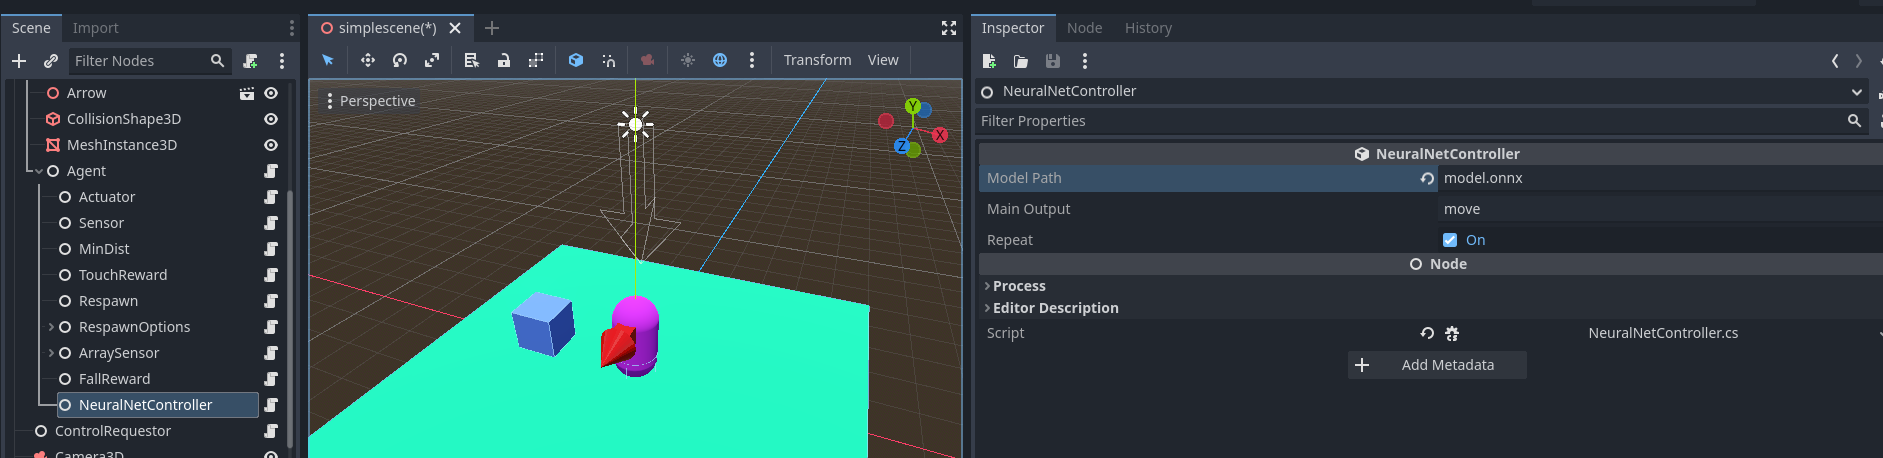 Scene
Import
Filter Nodes
Arrow
CollisionShape3D
MeshInstance3D
Agent
Actuator
Sensor
MinDist
TouchReward
Respawn
RespawnOptions
ArraySensor
FallReward
NeuralNetController
ControlRequestor
Camera3D
simplescene(*)
Transform View
Perspective
Y
X
Z
Inspector Node History
NeuralNetController
Filter Properties
NeuralNetController
Model Path model.onnx
Main Output move
Repeat On
Node
Process
Editor Description
Script NeuralNetController.cs
Add Metadata